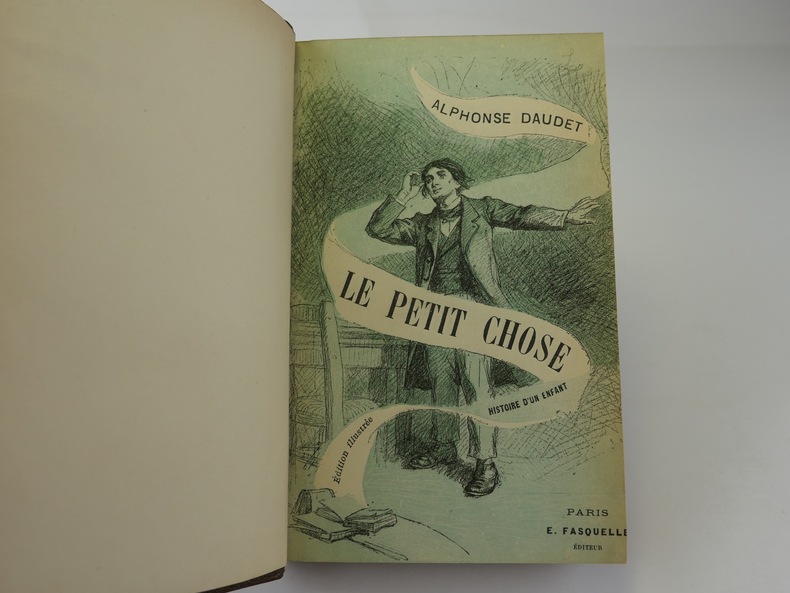 ALPHONSE DAUDET
LE PETIT CHOSE
HISTOIRE D'UN ENFANT
Édition illustrée
PARIS
E. FASQUELLE
ÉDITEUR